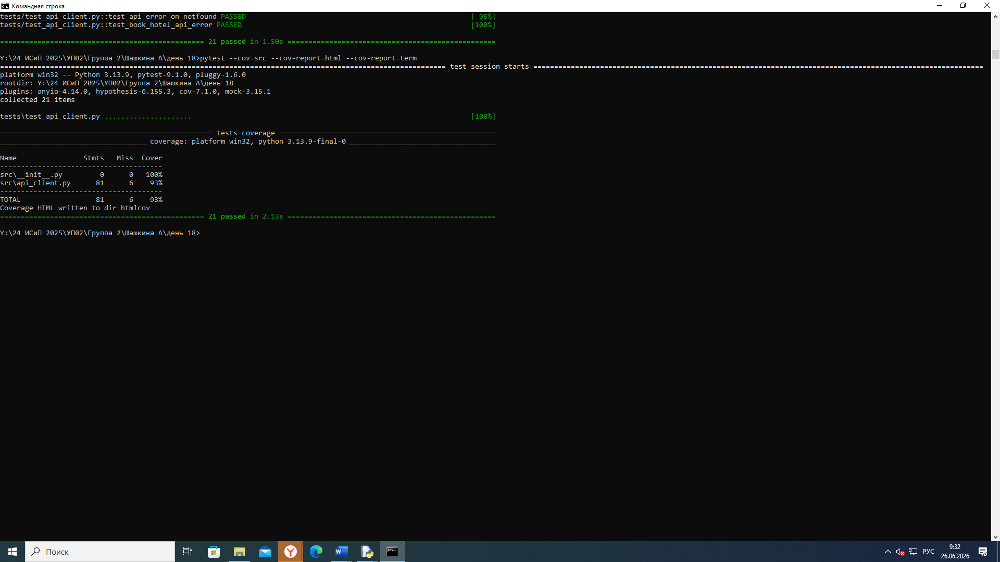 Командная строка
tests/test_api_client.py::test_api_error_on_notfound PASSED [ 95%]
tests/test_api_client.py::test_book_hotel_api_error PASSED [100%]
================================================= 21 passed in 1.50s ==================================================
Y:\24 ИСиП 2025\УП02\Группа 2\Шашкина А\день 18>pytest --cov=src --cov-report=html --cov-report=term
=========================================================================================================== test session starts ============================================================================================================
platform win32 -- Python 3.13.9, pytest-9.1.0, pluggy-1.6.0
rootdir: Y:\24 ИСиП 2025\УП02\Группа 2\Шашкина А\день 18
plugins: anyio-4.14.0, hypothesis-6.155.3, cov-7.1.0, mock-3.15.1
collected 21 items
tests\test_api_client.py ..................... [100%]
=================================================== tests coverage ====================================================
___________________________________ coverage: platform win32, python 3.13.9-final-0 ___________________________________
Name                Stmts   Miss  Cover
---------------------------------------
src\__init__.py         0      0   100%
src\api_client.py      81      6    93%
---------------------------------------
TOTAL                  81      6    93%
Coverage HTML written to dir htmlcov
================================================= 21 passed in 2.13s ==================================================
Y:\24 ИСиП 2025\УП02\Группа 2\Шашкина А\день 18>
Поиск
РУС
9:32
26.06.2026